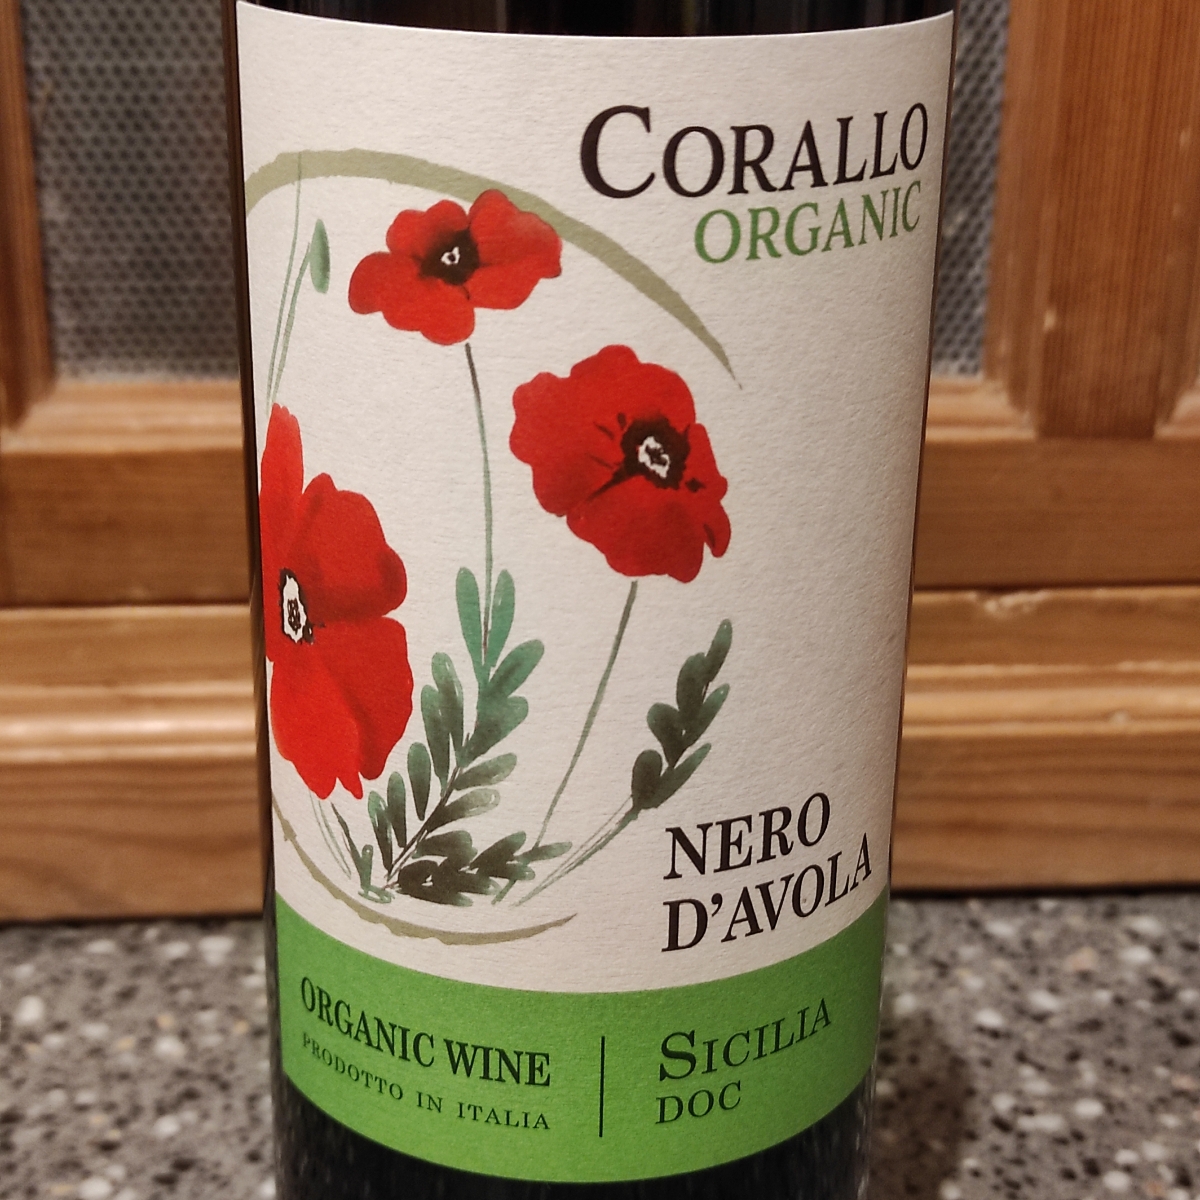 CORALLO
ORGANIC
NERO
D'AVOLA
ORGANIC WINE
PRODOTTO IN ITALIA
SICILIA
DOC